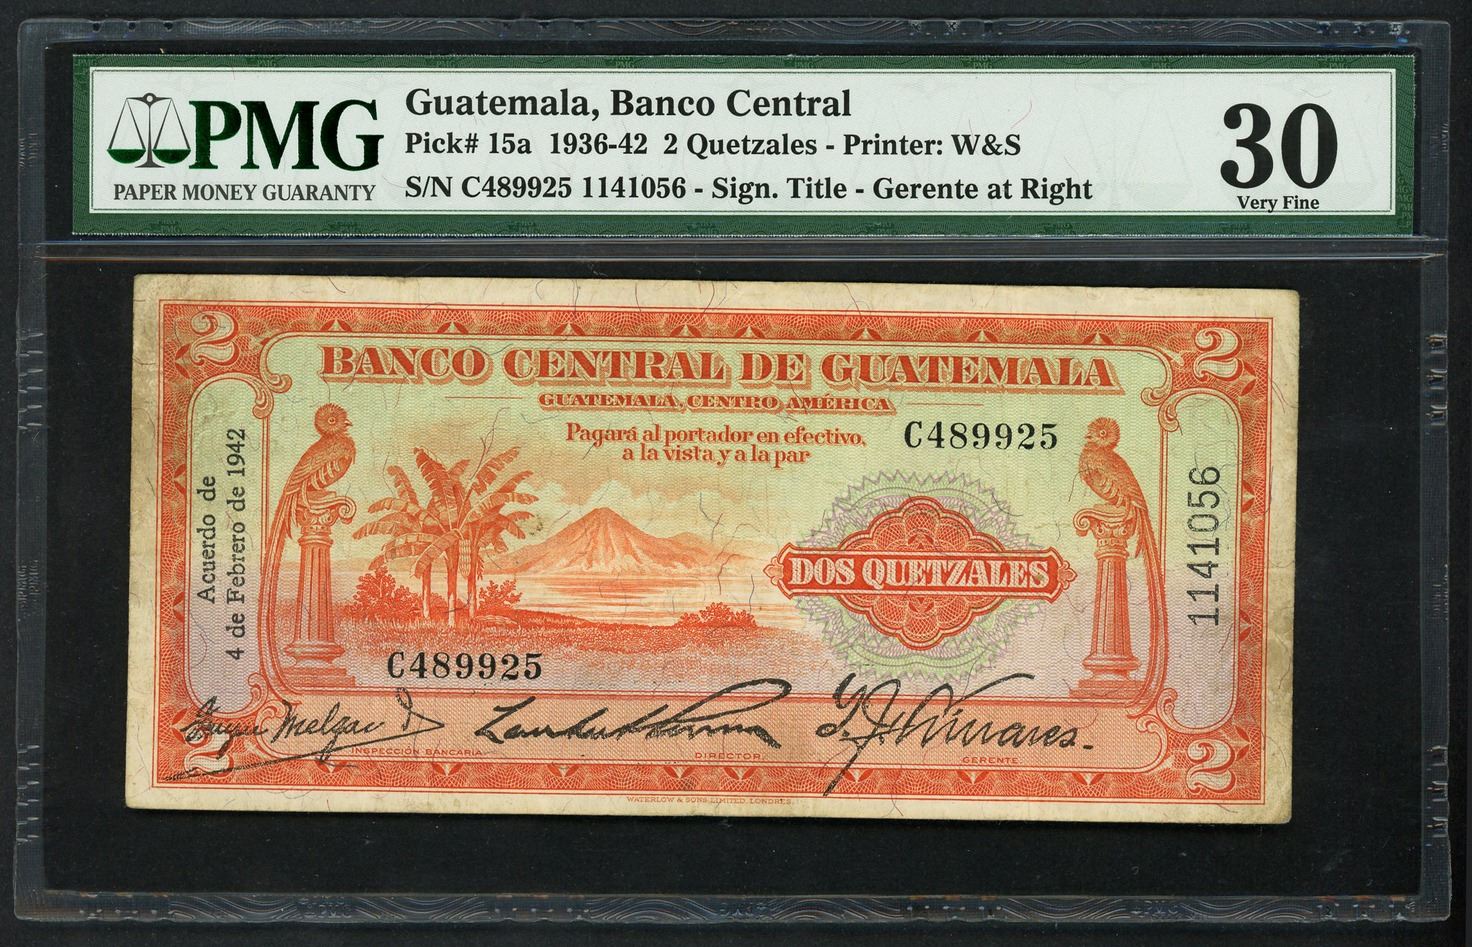 PMG
PAPER MONEY GUARANTY
Guatemala, Banco Central
Pick# 15a 1936-42 2 Quetzales - Printer: W&S
S/N C489925 1141056 - Sign. Title - Gerente at Right
30
Very Fine
2
2
BANCO CENTRAL DE GUATEMALA
GUATEMALA, CENTRO AMÉRICA
Pagará al portador en efectivo,
a la vista y a la par
C489925
Acuerdo de
4 de Febrero de 1942
1141056
DOS QUETZALES
C489925
INSPECCIÓN BANCARIA
DIRECTOR
GERENTE
2
2
WATERLOW & SONS LIMITED, LONDRES.